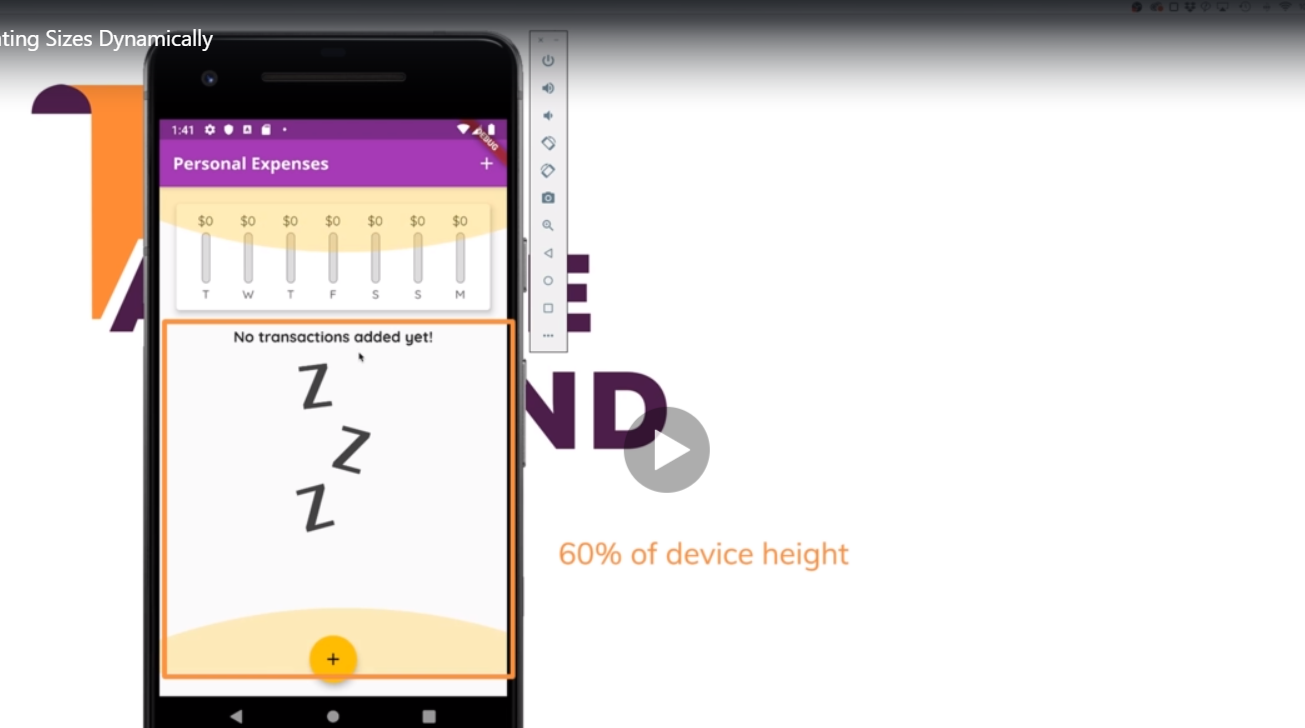 ting Sizes Dynamically
1:41
DEBUG
Personal Expenses +
$0 $0 $0 $0 $0 $0 $0
T W T F S S M
No transactions added yet!
Z
Z
Z
E
ND
60% of device height
+